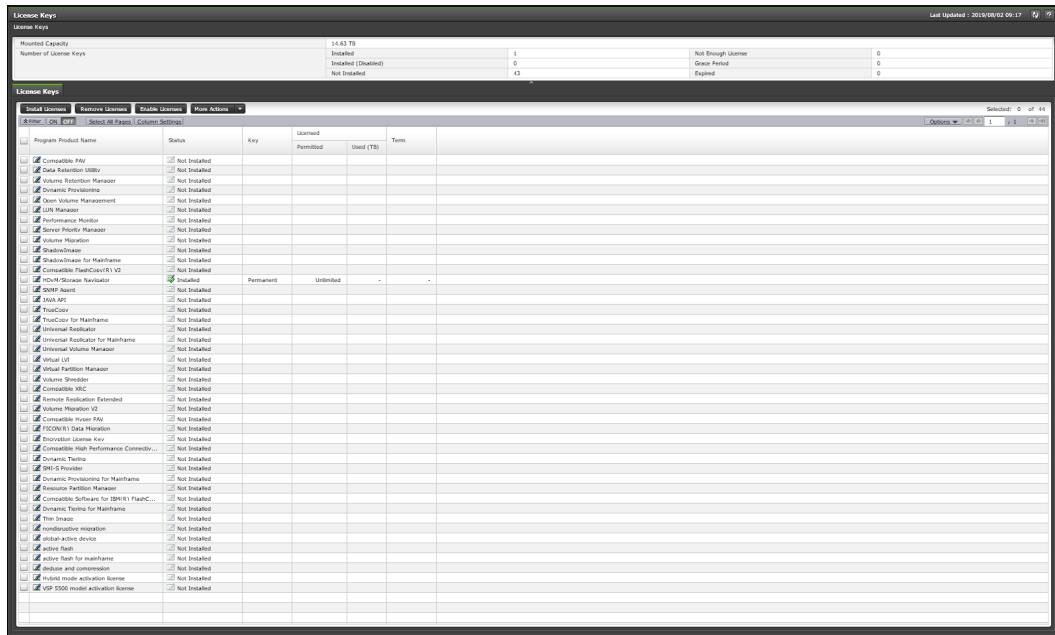 License Keys
Last Updated : 2019/08/02 09:17
License Keys
Mounted Capacity 14.63 TB
Number of License Keys Installed 1 Not Enough License 0
Installed (Disabled) 0 Grace Period 0
Not Installed 43 Expired 0
License Keys
Install Licenses Remove Licenses Enable Licenses More Actions Selected: 0 of 44
Filter ON OFF Select All Pages Column Settings Options 1 / 1
Program Product Name Status Key Licensed Term
Permitted Used (TB)
Compatible PAV Not Installed
Data Retention Utility Not Installed
Volume Retention Manager Not Installed
Dynamic Provisioning Not Installed
Open Volume Management Not Installed
LUN Manager Not Installed
Performance Monitor Not Installed
Server Priority Manager Not Installed
Volume Migration Not Installed
ShadowImage Not Installed
ShadowImage for Mainframe Not Installed
Compatible FlashCopy(R) V2 Not Installed
HDvM/Storage Navigator Installed Permanent Unlimited - -
SNMP Agent Not Installed
JAVA API Not Installed
TrueCopy Not Installed
TrueCopy for Mainframe Not Installed
Universal Replicator Not Installed
Universal Replicator for Mainframe Not Installed
Universal Volume Manager Not Installed
Virtual LVI Not Installed
Virtual Partition Manager Not Installed
Volume Shredder Not Installed
Compatible XRC Not Installed
Remote Replication Extended Not Installed
Volume Migration V2 Not Installed
Compatible Hyper PAV Not Installed
FICON(R) Data Migration Not Installed
Encryption License Key Not Installed
Compatible High Performance Connectiv... Not Installed
Dynamic Tiering Not Installed
SMI-S Provider Not Installed
Dynamic Provisioning for Mainframe Not Installed
Resource Partition Manager Not Installed
Compatible Software for IBM(R) FlashC... Not Installed
Dynamic Tiering for Mainframe Not Installed
Thin Image Not Installed
nondisruptive migration Not Installed
global-active device Not Installed
active flash Not Installed
active flash for mainframe Not Installed
dedupe and compression Not Installed
Hybrid mode activation license Not Installed
VSP 5500 model activation license Not Installed